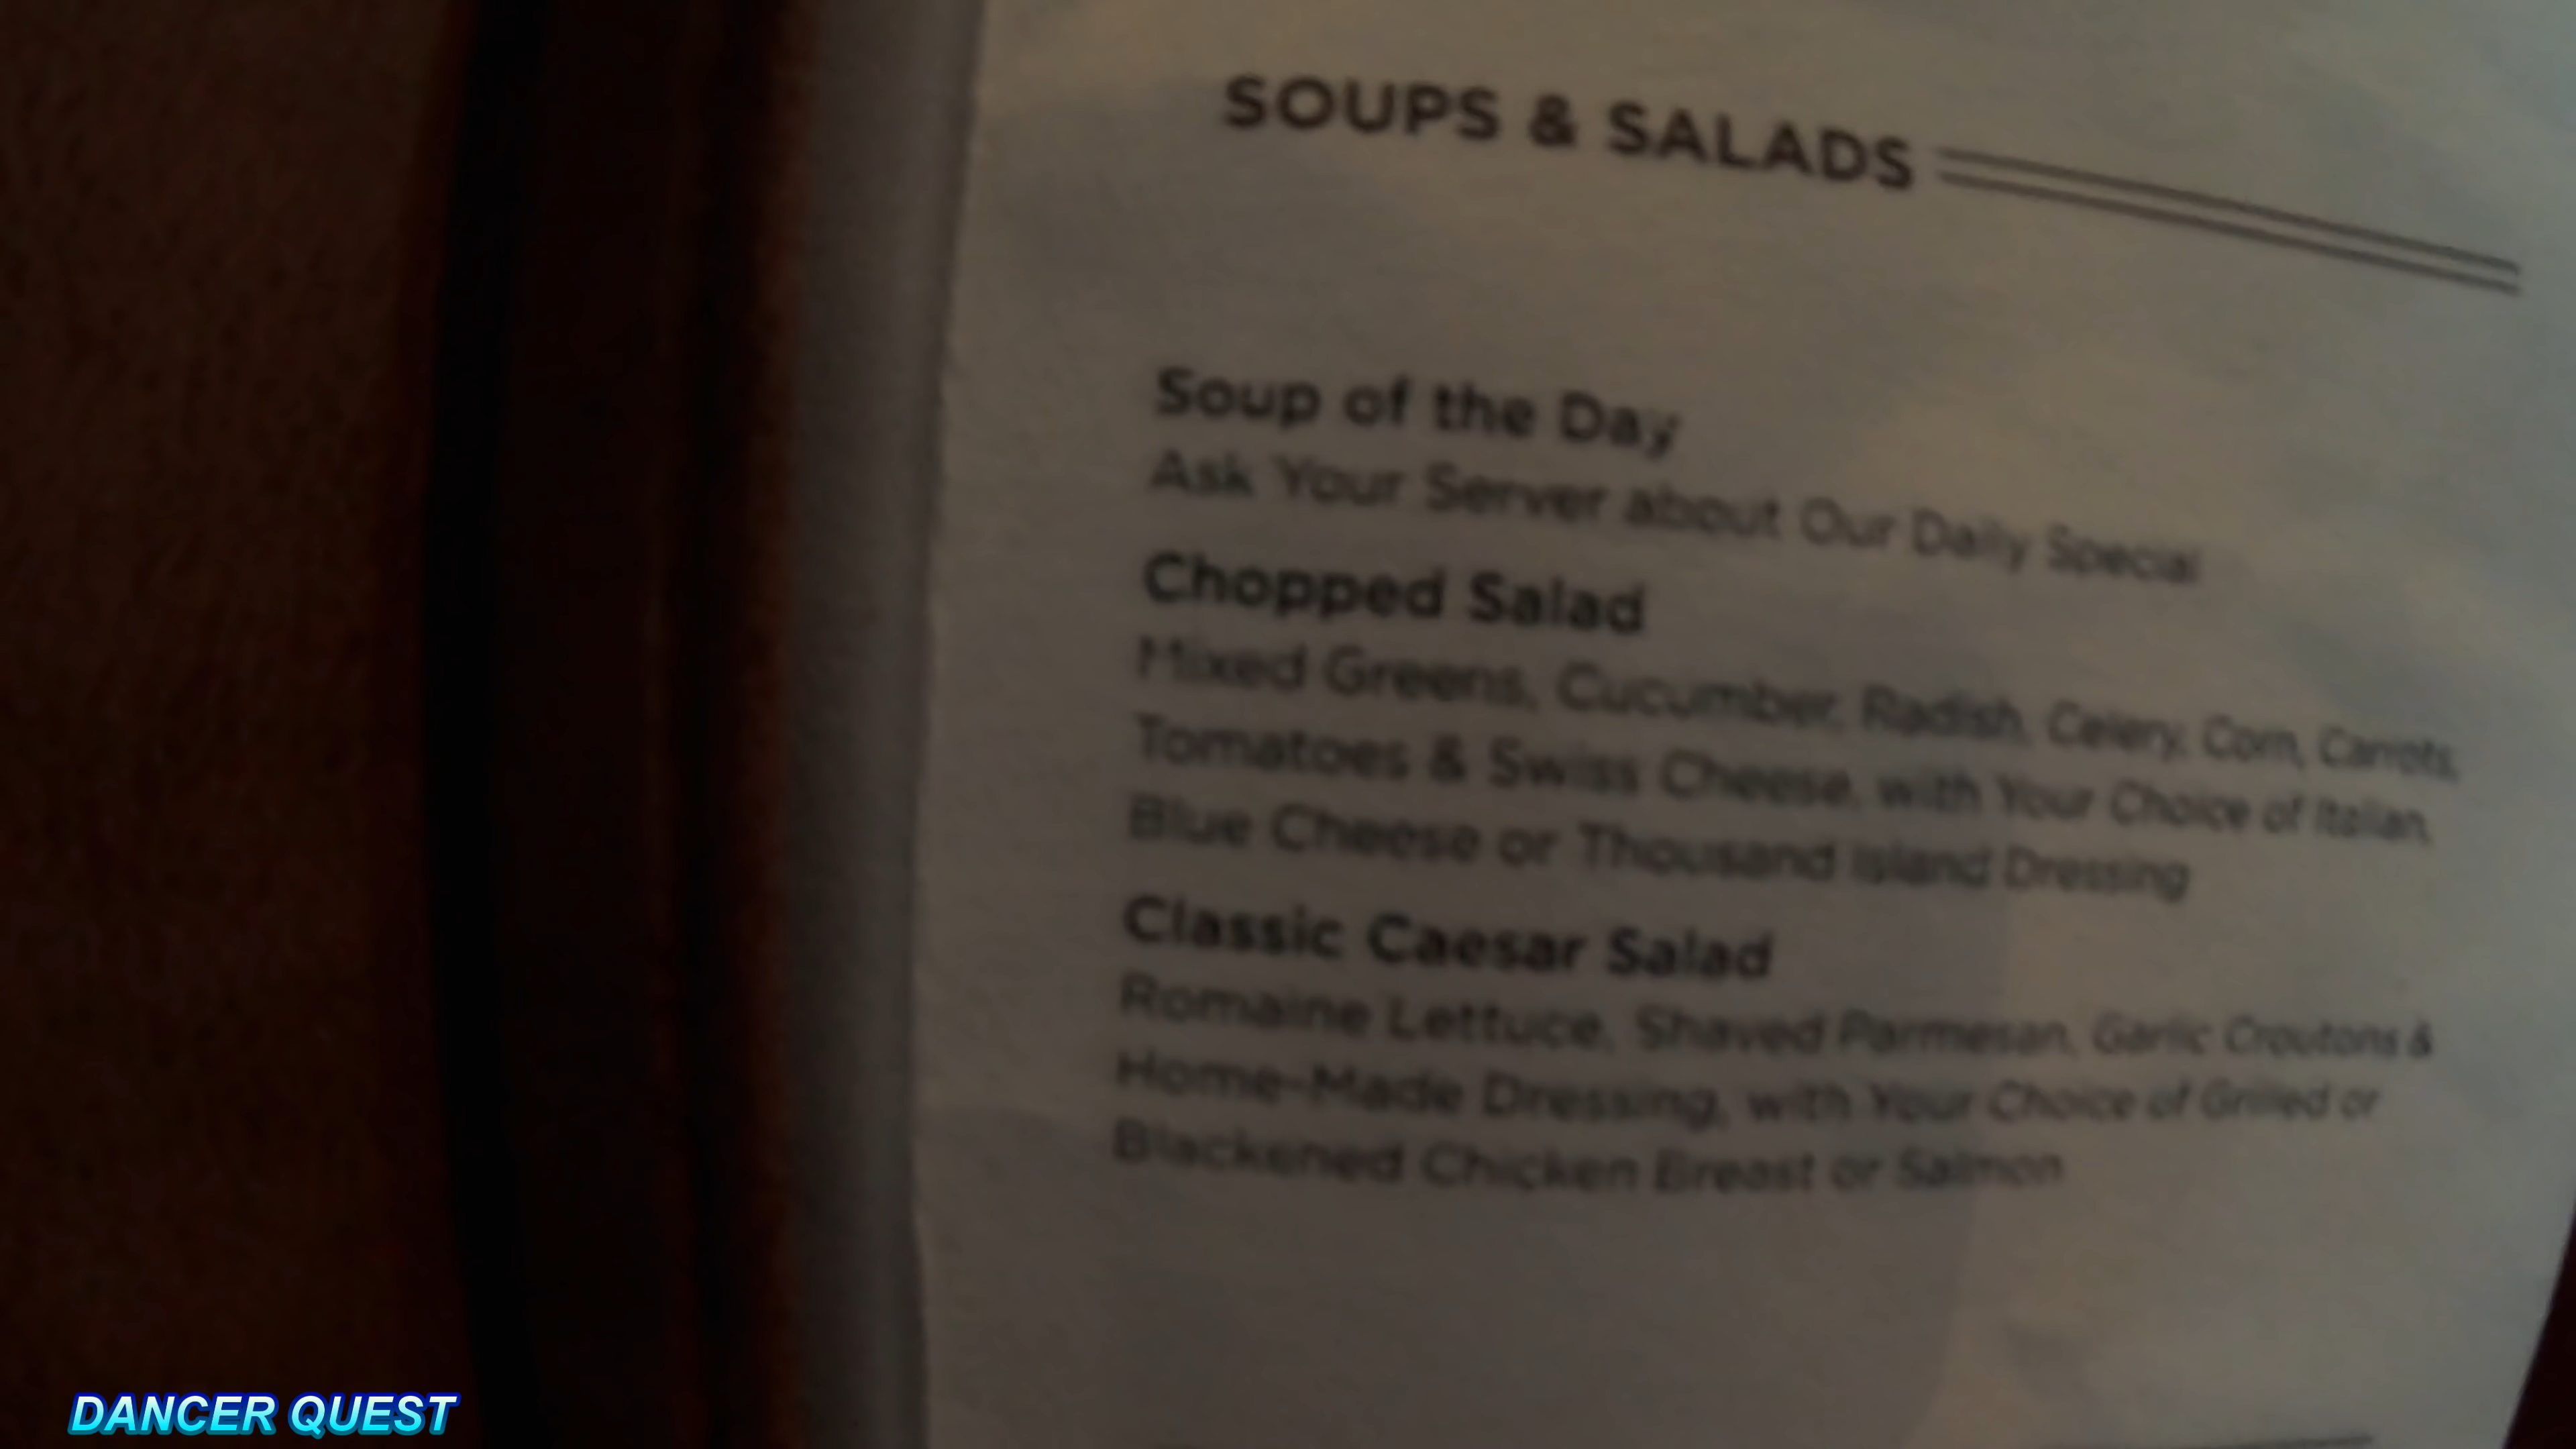 SOUPS & SALADS
Soup of the Day
Ask Your Server about Our Daily Special
Chopped Salad
Mixed Greens, Cucumber, Radish, Celery, Corn, Carrots,
Tomatoes & Swiss Cheese, with Your Choice of Italian,
Blue Cheese or Thousand Island Dressing
Classic Caesar Salad
Romaine Lettuce, Shaved Parmesan, Garlic Croutons &
Home-Made Dressing, with Your Choice of Grilled or
Blackened Chicken Breast or Salmon
DANCER QUEST